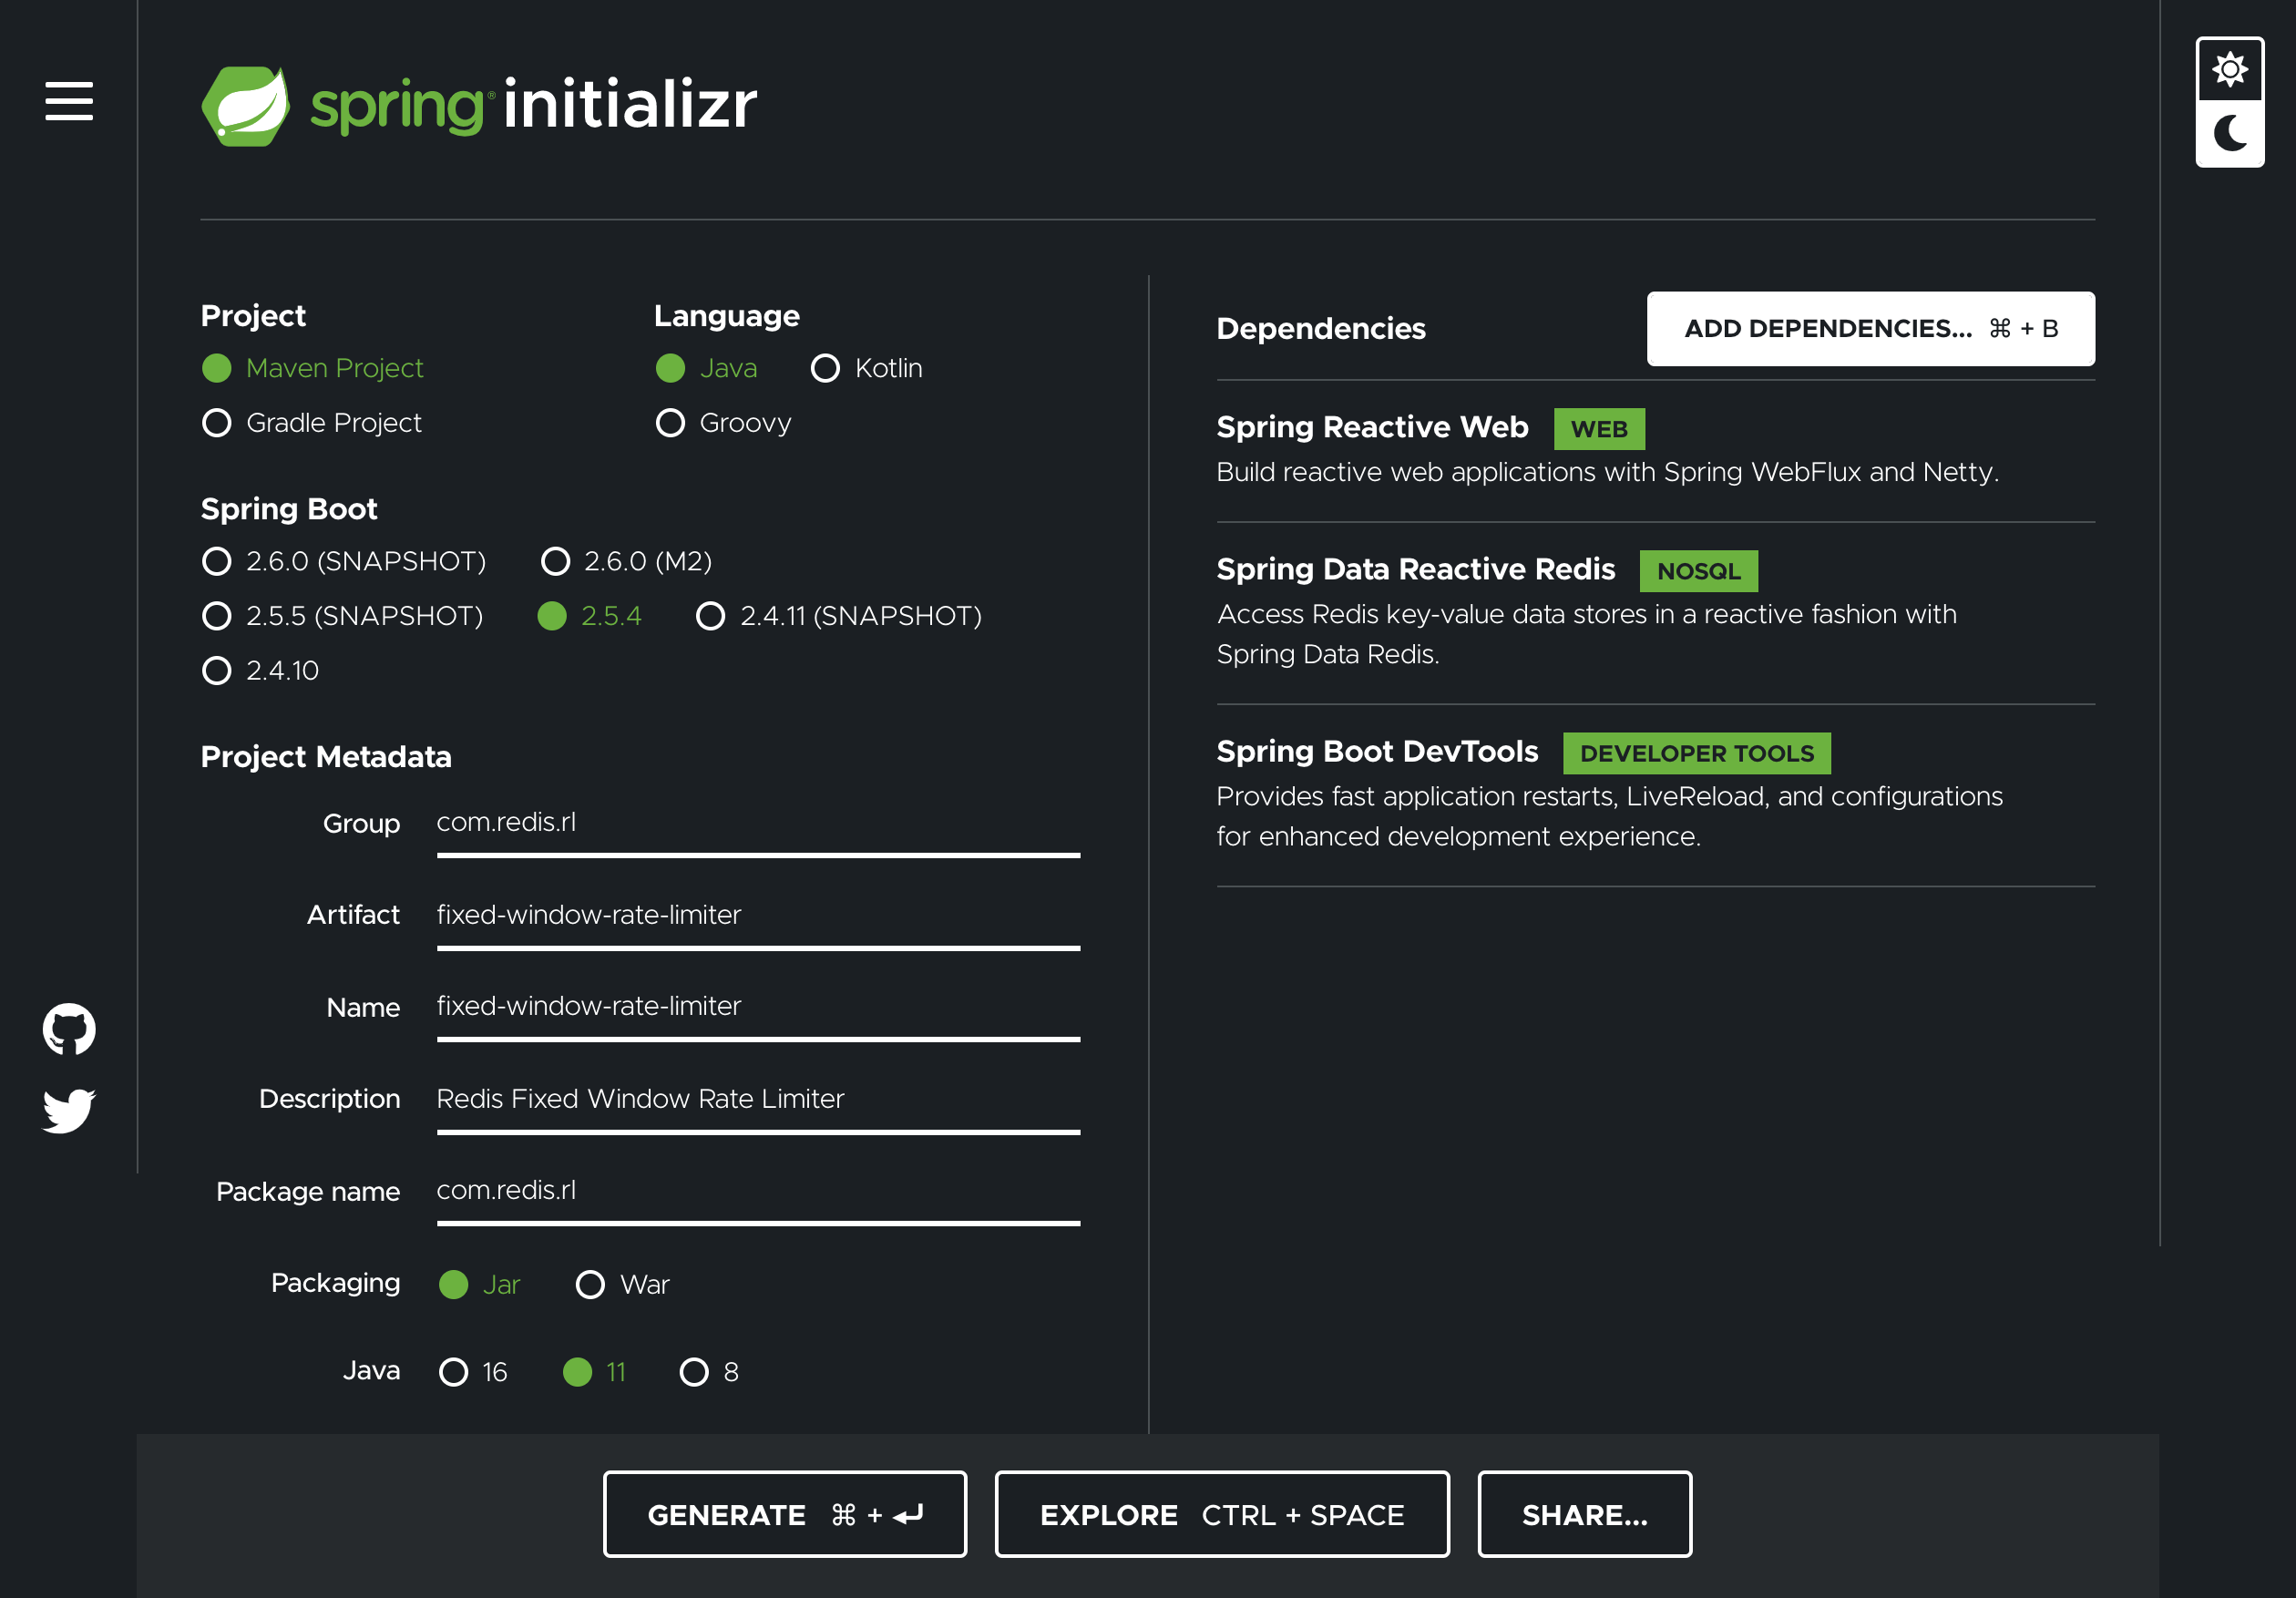 spring® initializr
Project
Maven Project
Gradle Project
Language
Java Kotlin
Groovy
Spring Boot
2.6.0 (SNAPSHOT) 2.6.0 (M2)
2.5.5 (SNAPSHOT) 2.5.4 2.4.11 (SNAPSHOT)
2.4.10
Project Metadata
Group com.redis.rl
Artifact fixed-window-rate-limiter
Name fixed-window-rate-limiter
Description Redis Fixed Window Rate Limiter
Package name com.redis.rl
Packaging Jar War
Java 16 11 8
Dependencies ADD DEPENDENCIES... ⌘ + B
Spring Reactive Web WEB
Build reactive web applications with Spring WebFlux and Netty.
Spring Data Reactive Redis NOSQL
Access Redis key-value data stores in a reactive fashion with
Spring Data Redis.
Spring Boot DevTools DEVELOPER TOOLS
Provides fast application restarts, LiveReload, and configurations
for enhanced development experience.
GENERATE ⌘ + ⏎ EXPLORE CTRL + SPACE SHARE...